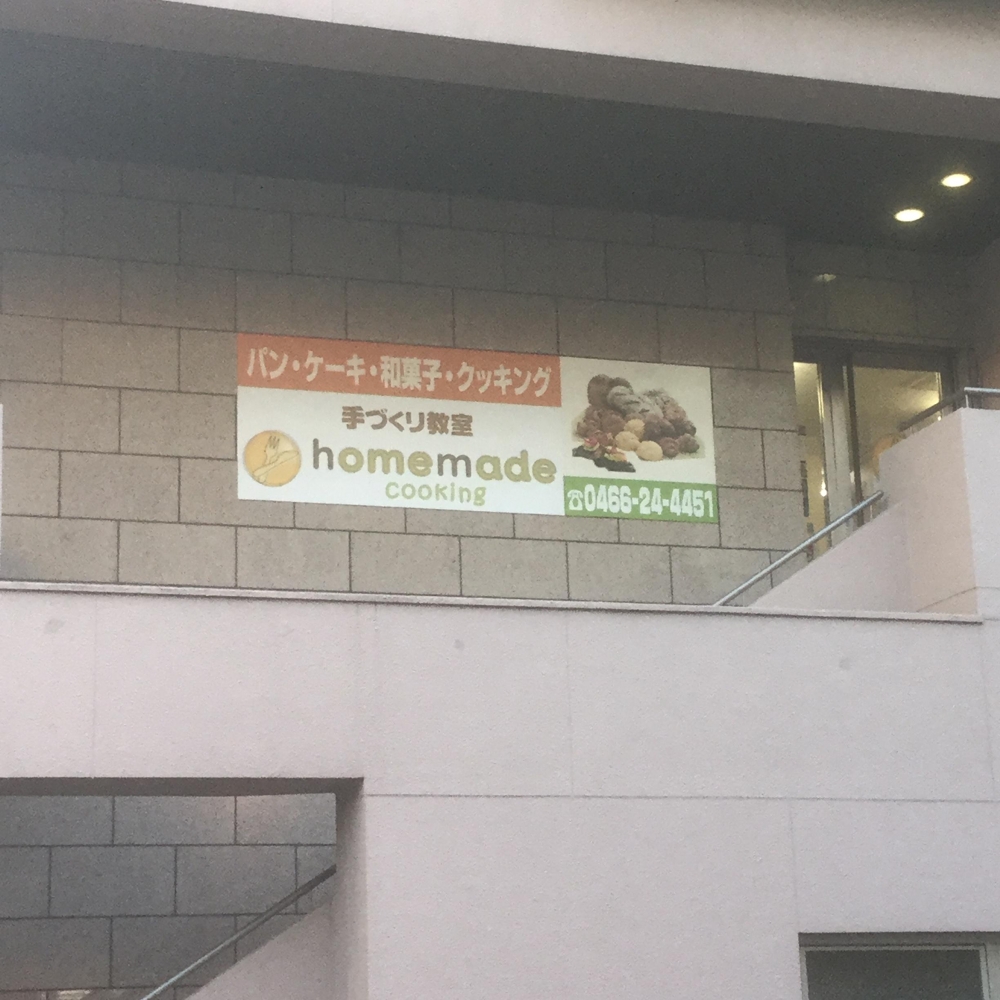 パン・ケーキ・和菓子・クッキング
手づくり教室
homemade
cooking
☎0466-24-4451